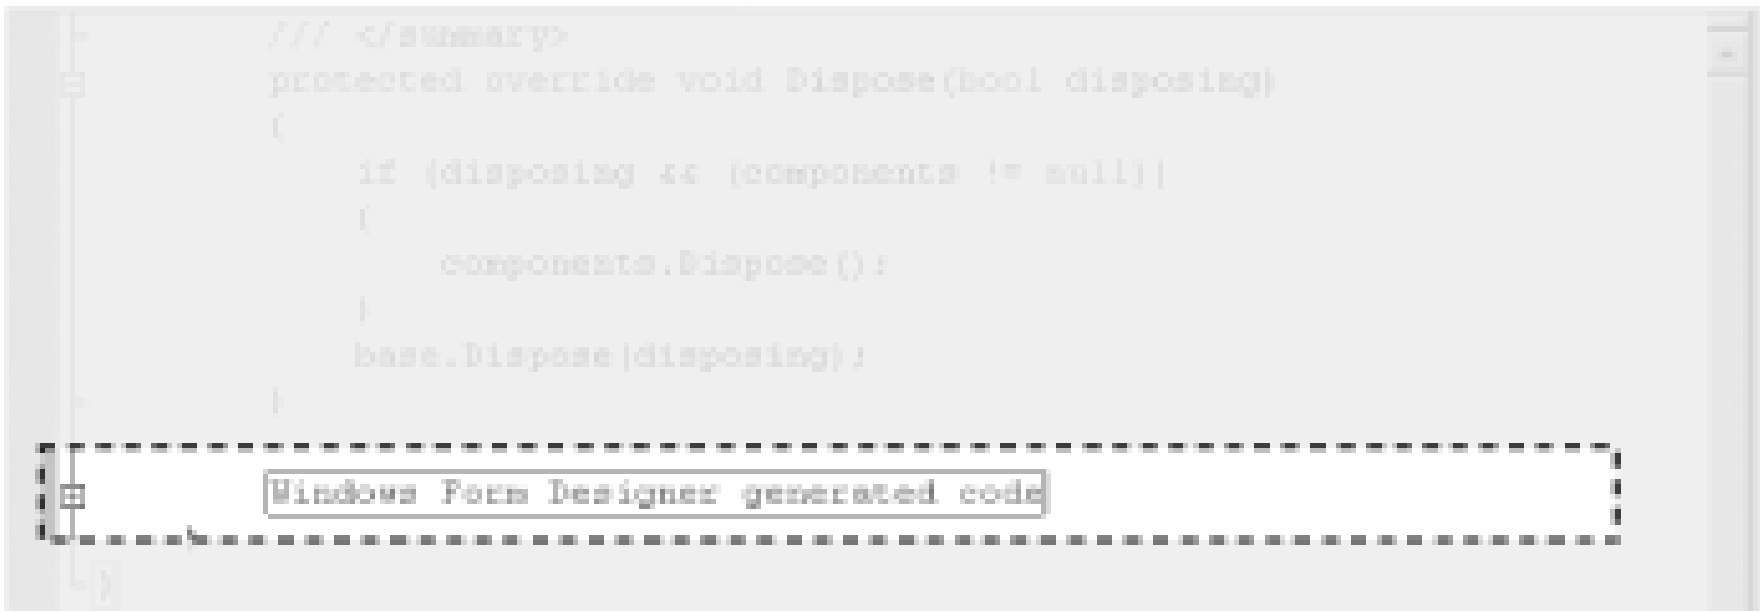 /// </summary>
protected override void Dispose(bool disposing)
{
if (disposing && (components != null))
{
components.Dispose();
}
base.Dispose(disposing);
}
Windows Form Designer generated code
}